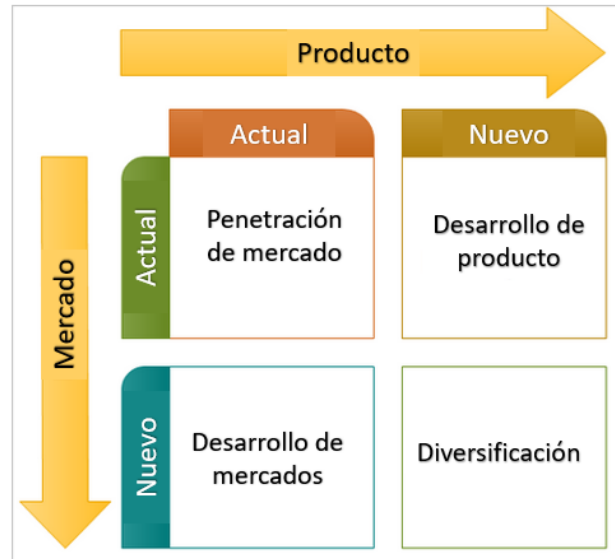 Producto
Actual
Nuevo
Mercado
Actual
Penetración
de mercado
Desarrollo de
producto
Nuevo
Desarrollo de
mercados
Diversificación